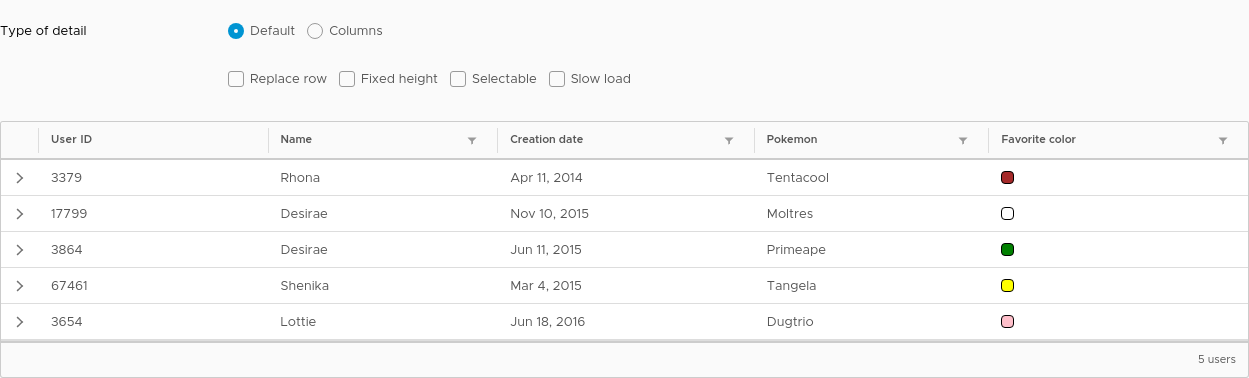 Type of detail Default Columns
Replace row Fixed height Selectable Slow load
User ID Name Creation date Pokemon Favorite color
3379 Rhona Apr 11, 2014 Tentacool
17799 Desirae Nov 10, 2015 Moltres
3864 Desirae Jun 11, 2015 Primeape
67461 Shenika Mar 4, 2015 Tangela
3654 Lottie Jun 18, 2016 Dugtrio
5 users